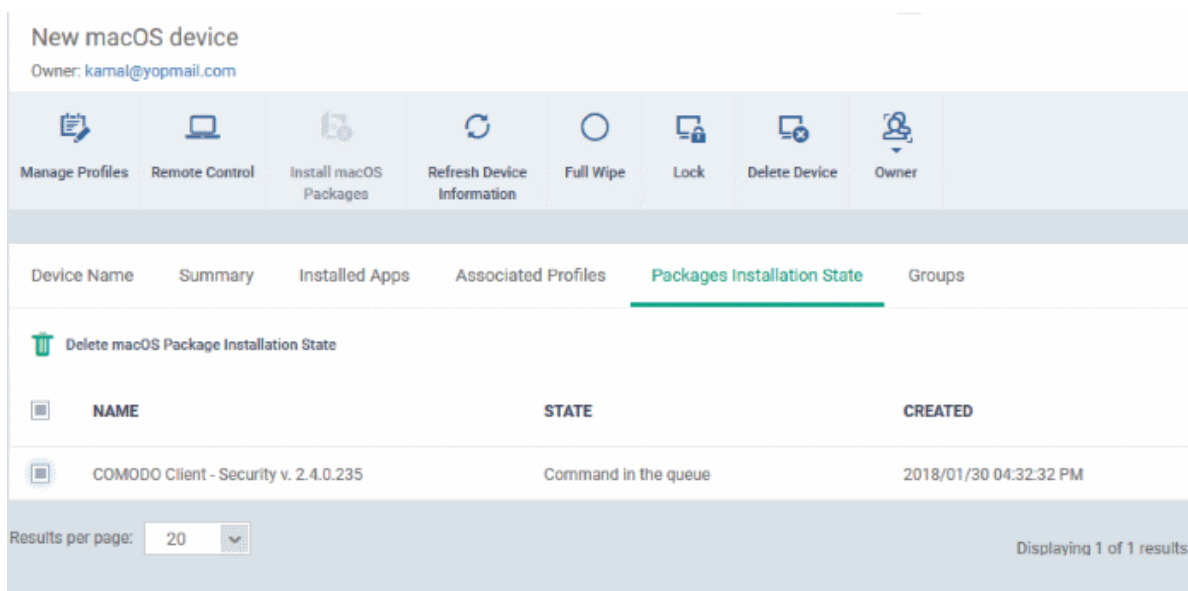 New macOS device
Owner: kamal@yopmail.com
Manage Profiles Remote Control Install macOS Refresh Device Full Wipe Lock Delete Device Owner
Packages Information
Device Name Summary Installed Apps Associated Profiles Packages Installation State Groups
Delete macOS Package Installation State
NAME STATE CREATED
COMODO Client - Security v. 2.4.0.235 Command in the queue 2018/01/30 04:32:32 PM
Results per page: 20
Displaying 1 of 1 results